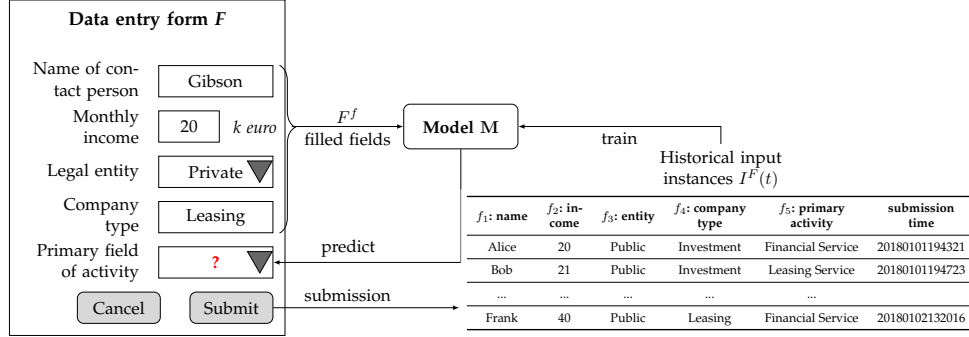 Data entry form F
Name of con-
tact person
Gibson
Monthly
income
20
k euro
Legal entity
Private
Company
type
Leasing
Primary field
of activity
?
Cancel
Submit
F^f
filled fields
Model M
train
predict
submission
Historical input
instances I^F(t)
f₁: name
f₂: in-
come
f₃: entity
f₄: company
type
f₅: primary
activity
submission
time
Alice 20 Public Investment Financial Service 20180101194321
Bob 21 Public Investment Leasing Service 20180101194723
... ... ... ... ...
Frank 40 Public Leasing Financial Service 20180102132016